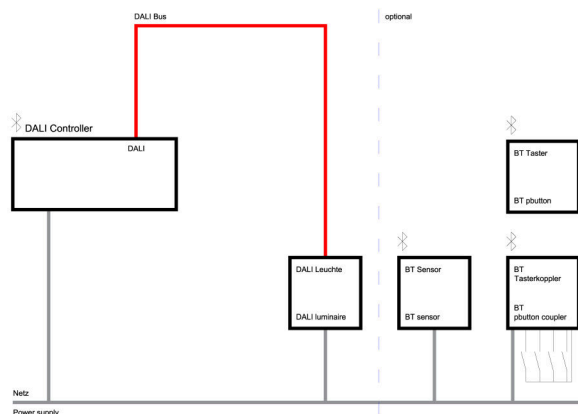 DALI Bus
optional
DALI Controller
DALI
BT Taster
BT pbutton
DALI Leuchte
DALI luminaire
BT Sensor
BT sensor
BT
Tasterkoppler
BT
pbutton coupler
Netz
Power supply